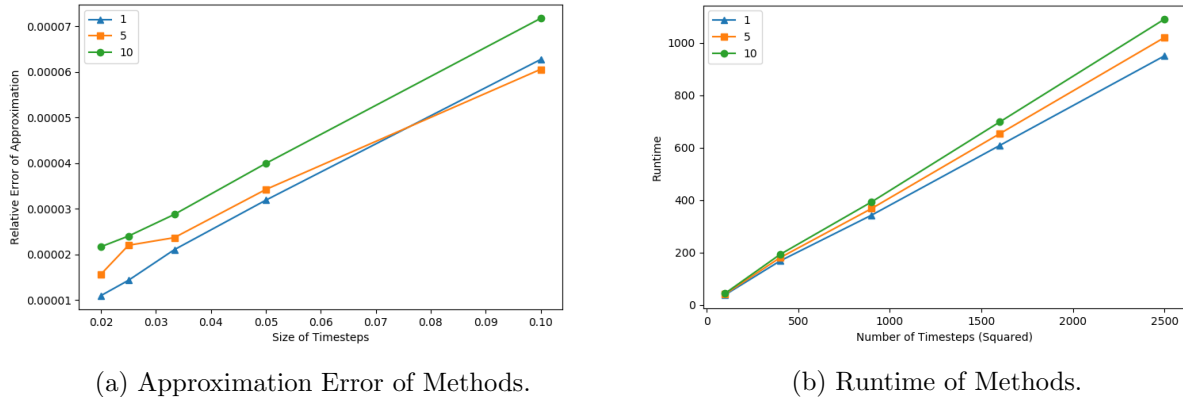 0.00007
0.00006
0.00005
0.00004
0.00003
0.00002
0.00001
Relative Error of Approximation
1
5
10
0.02 0.03 0.04 0.05 0.06 0.07 0.08 0.09 0.10
Size of Timesteps
(a) Approximation Error of Methods.
1000
800
600
400
200
0
Runtime
1
5
10
0 500 1000 1500 2000 2500
Number of Timesteps (Squared)
(b) Runtime of Methods.